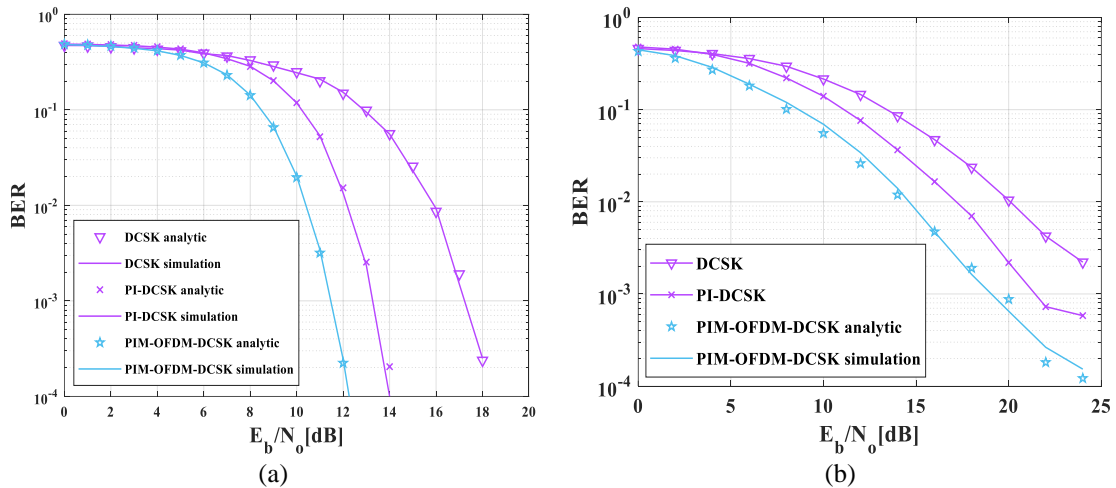 10^0
10^-1
10^-2
10^-3
10^-4
BER
0 2 4 6 8 10 12 14 16 18 20
E_b/N_o[dB]
DCSK analytic
DCSK simulation
PI-DCSK analytic
PI-DCSK simulation
PIM-OFDM-DCSK analytic
PIM-OFDM-DCSK simulation
(a)
10^0
10^-1
10^-2
10^-3
10^-4
BER
0 5 10 15 20 25
E_b/N_o[dB]
DCSK
PI-DCSK
PIM-OFDM-DCSK analytic
PIM-OFDM-DCSK simulation
(b)